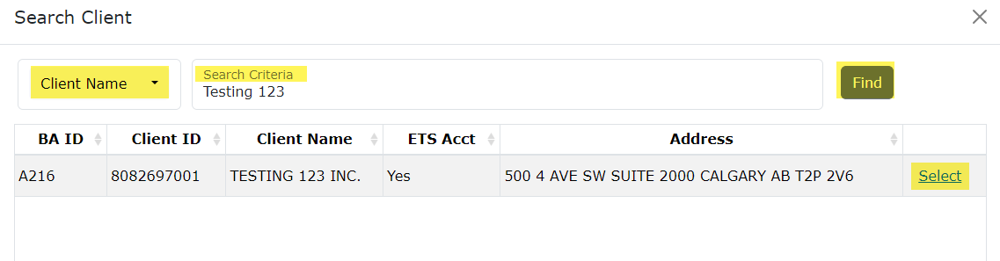 Search Client
Client Name
Search Criteria
Testing 123
Find
BA ID Client ID Client Name ETS Acct Address
A216 8082697001 TESTING 123 INC. Yes 500 4 AVE SW SUITE 2000 CALGARY AB T2P 2V6 Select